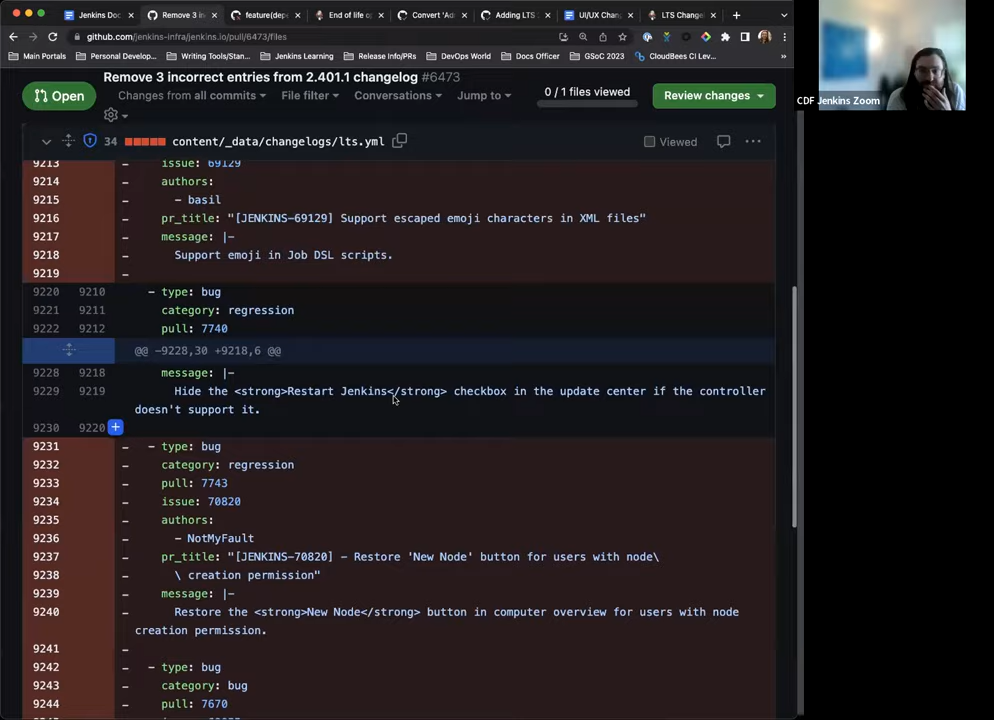 Jenkins Doc
Remove 3 in
feature(dep
End of life o
Convert 'Ad
Adding LTS
UI/UX Chan
LTS Change
github.com/jenkins-infra/jenkins.io/pull/6473/files
Main Portals
Personal Develop...
Writing Tools/Stan...
Jenkins Learning
Release Info/PRs
DevOps World
Docs Officer
GSoC 2023
CloudBees CI Lev...
»
Remove 3 incorrect entries from 2.401.1 changelog #6473
Open
Changes from all commits
File filter
Conversations
Jump to
0 / 1 files viewed
Review changes
34
content/_data/changelogs/lts.yml
Viewed
9213 - issue: 69129
9214 - authors:
9215 - - basil
9216 - pr_title: "[JENKINS-69129] Support escaped emoji characters in XML files"
9217 - message: |-
9218 - Support emoji in Job DSL scripts.
9219 -
9220 9210 - type: bug
9221 9211 category: regression
9222 9212 pull: 7740
@@ -9228,30 +9218,6 @@
9228 9218 message: |-
9229 9219 Hide the <strong>Restart Jenkins</strong> checkbox in the update center if the controller
doesn't support it.
9230 9220 +
9231 - - type: bug
9232 - category: regression
9233 - pull: 7743
9234 - issue: 70820
9235 - authors:
9236 - - NotMyFault
9237 - pr_title: "[JENKINS-70820] - Restore 'New Node' button for users with node\
9238 - \ creation permission"
9239 - message: |-
9240 - Restore the <strong>New Node</strong> button in computer overview for users with node
creation permission.
9241 -
9242 - - type: bug
9243 - category: bug
9244 - pull: 7670
CDF Jenkins Zoom